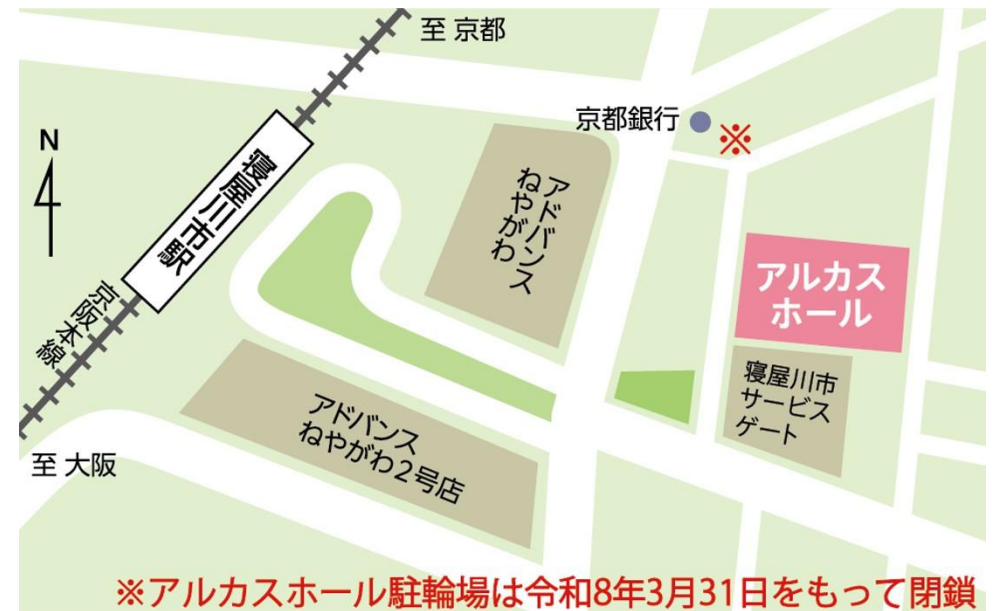 至 京都
京都銀行
※
N
寝屋川市駅
アドバンス
ねやがわ
アルカス
ホール
京阪本線
寝屋川市
サービス
ゲート
アドバンス
ねやがわ2号店
至 大阪
※アルカスホール駐輪場は令和8年3月31日をもって閉鎖